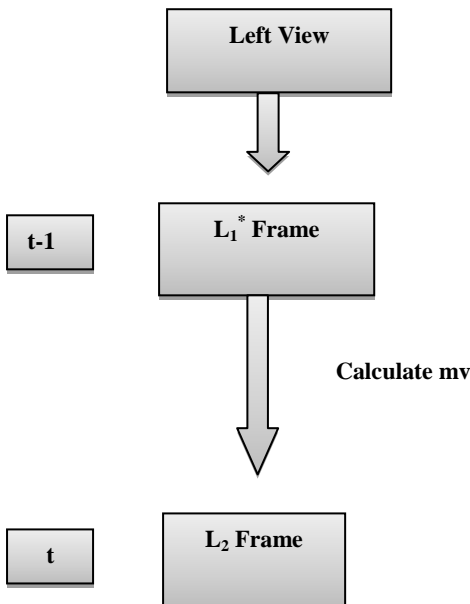 Left View
t-1
L₁* Frame
Calculate mv
t
L₂ Frame